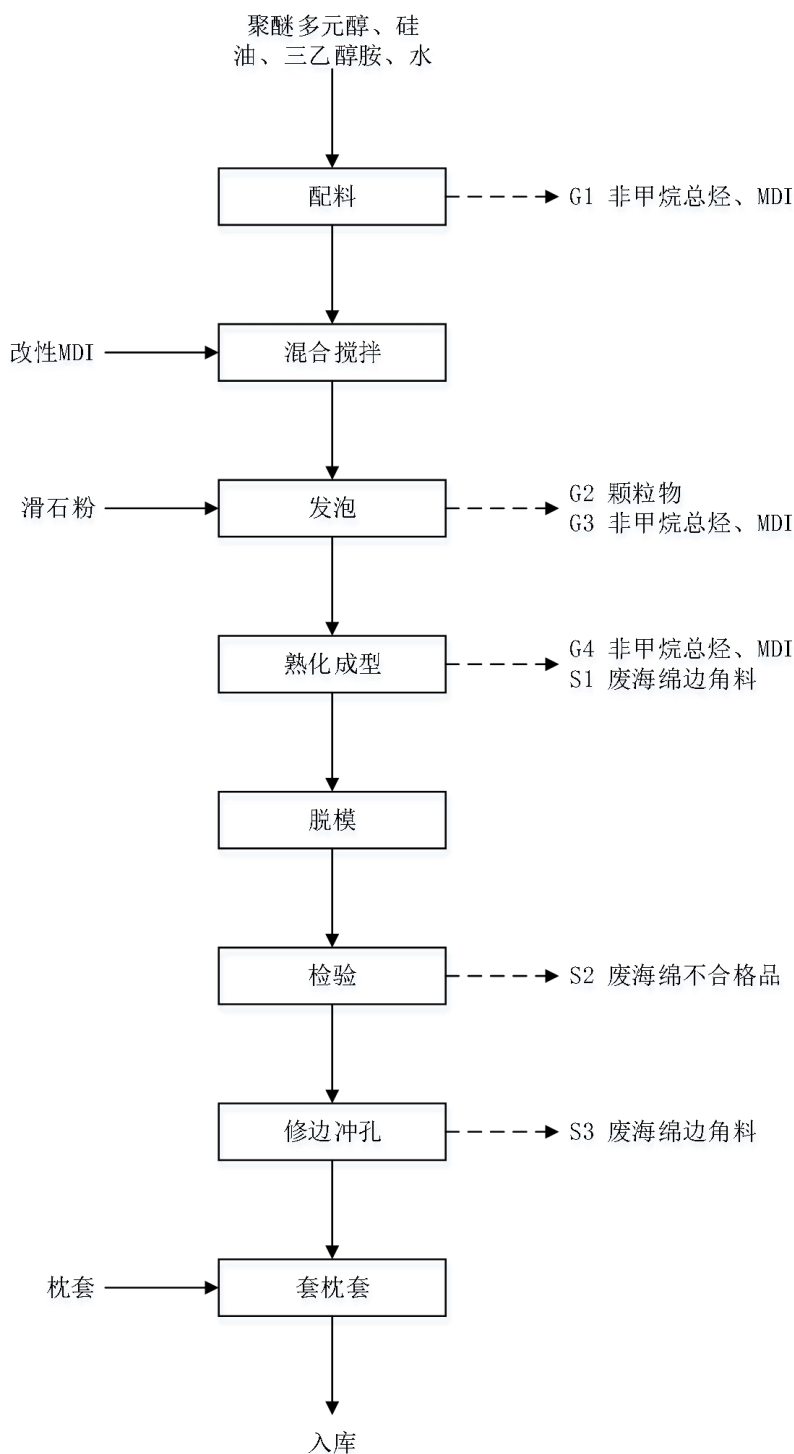 聚醚多元醇、硅
油、三乙醇胺、水
配料
G1 非甲烷总烃、MDI
改性MDI
混合搅拌
滑石粉
发泡
G2 颗粒物
G3 非甲烷总烃、MDI
熟化成型
G4 非甲烷总烃、MDI
S1 废海绵边角料
脱模
检验
S2 废海绵不合格品
修边冲孔
S3 废海绵边角料
枕套
套枕套
入库